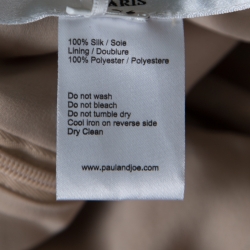 PARIS
100% Silk / Soie
Lining / Doublure
100% Polyester / Polyestere
Do not wash
Do not bleach
Do not tumble dry
Cool iron on reverse side
Dry Clean
www.paulandjoe.com